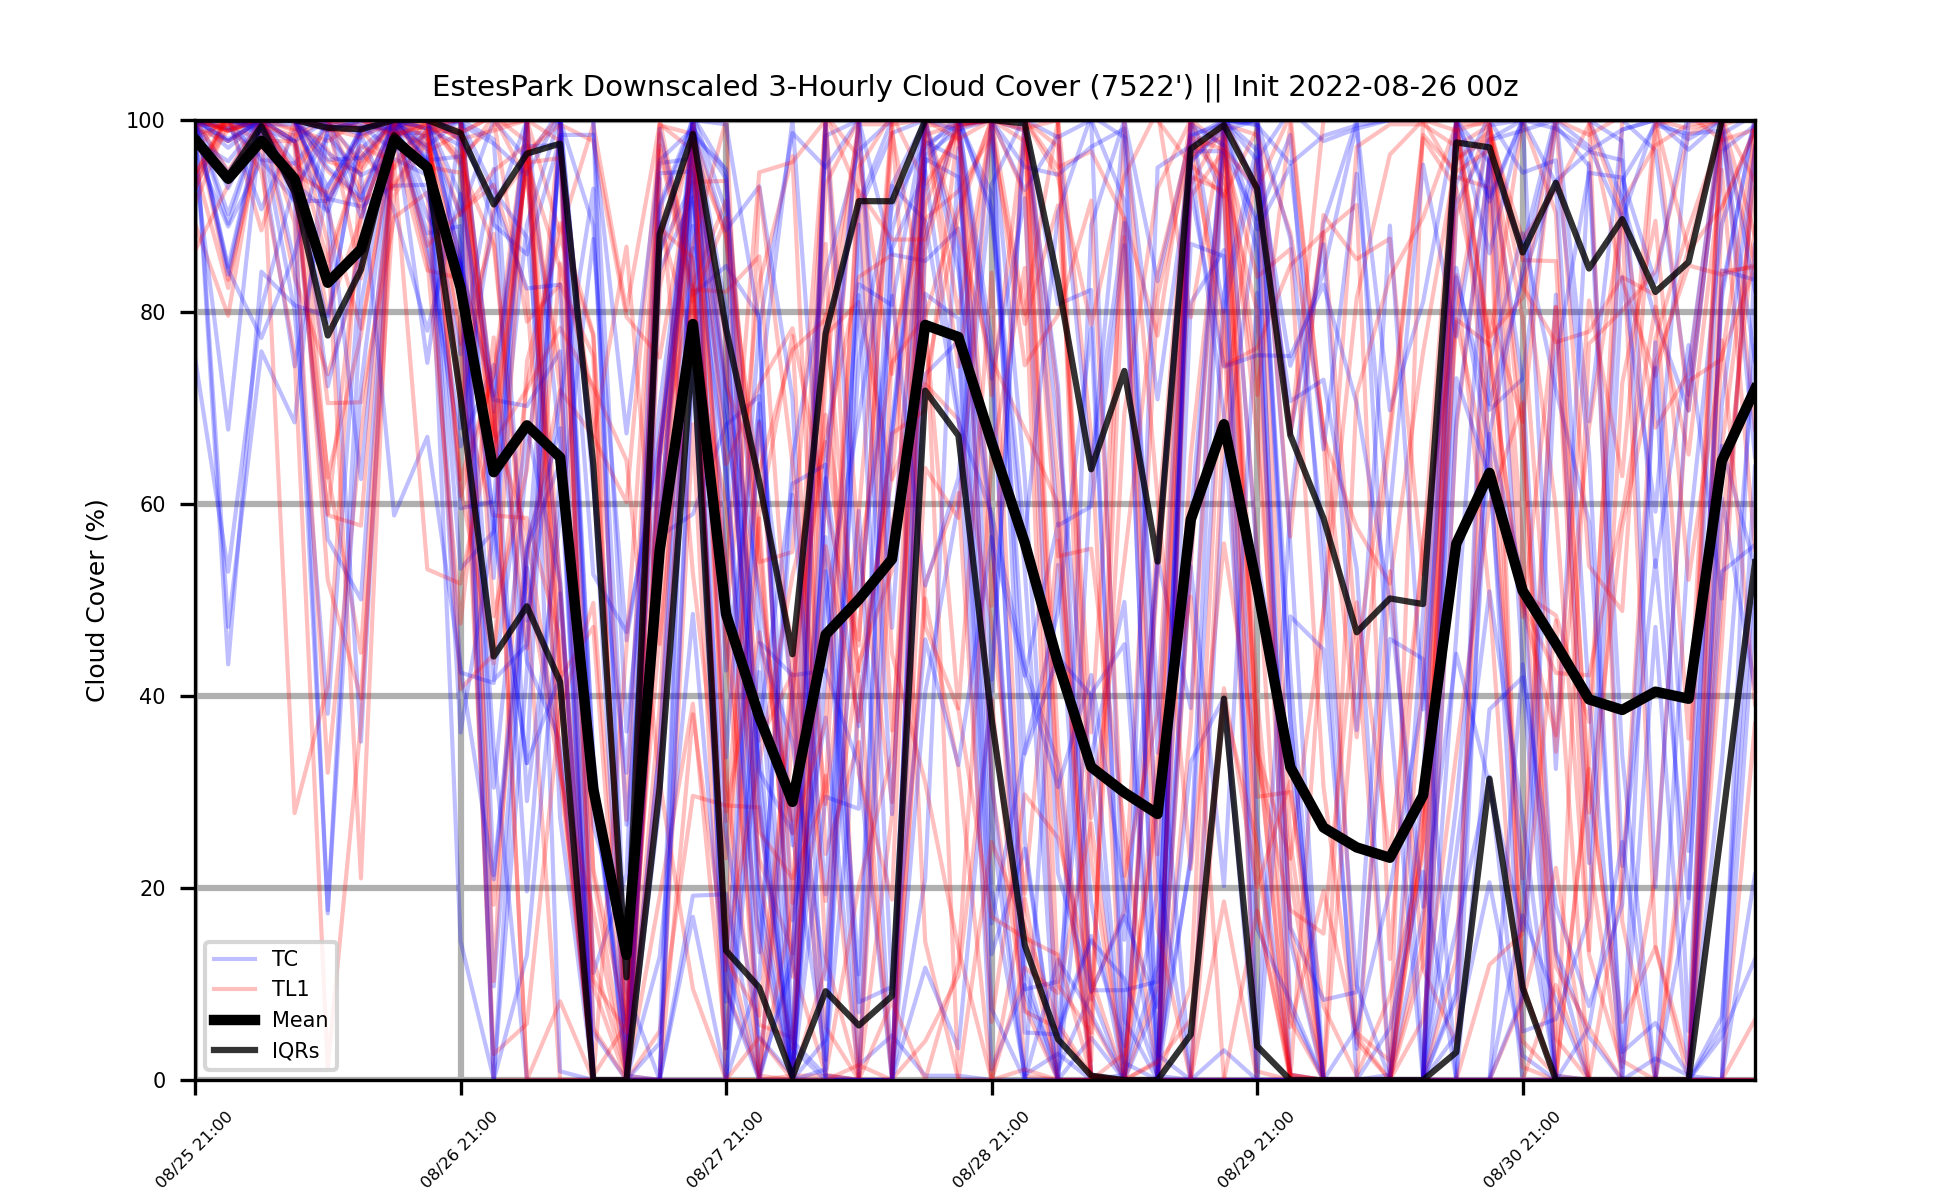 EstesPark Downscaled 3-Hourly Cloud Cover (7522') || Init 2022-08-26 00z
Cloud Cover (%)
100
80
60
40
20
0
TC
TL1
Mean
IQRs
08/25 21:00
08/26 21:00
08/27 21:00
08/28 21:00
08/29 21:00
08/30 21:00